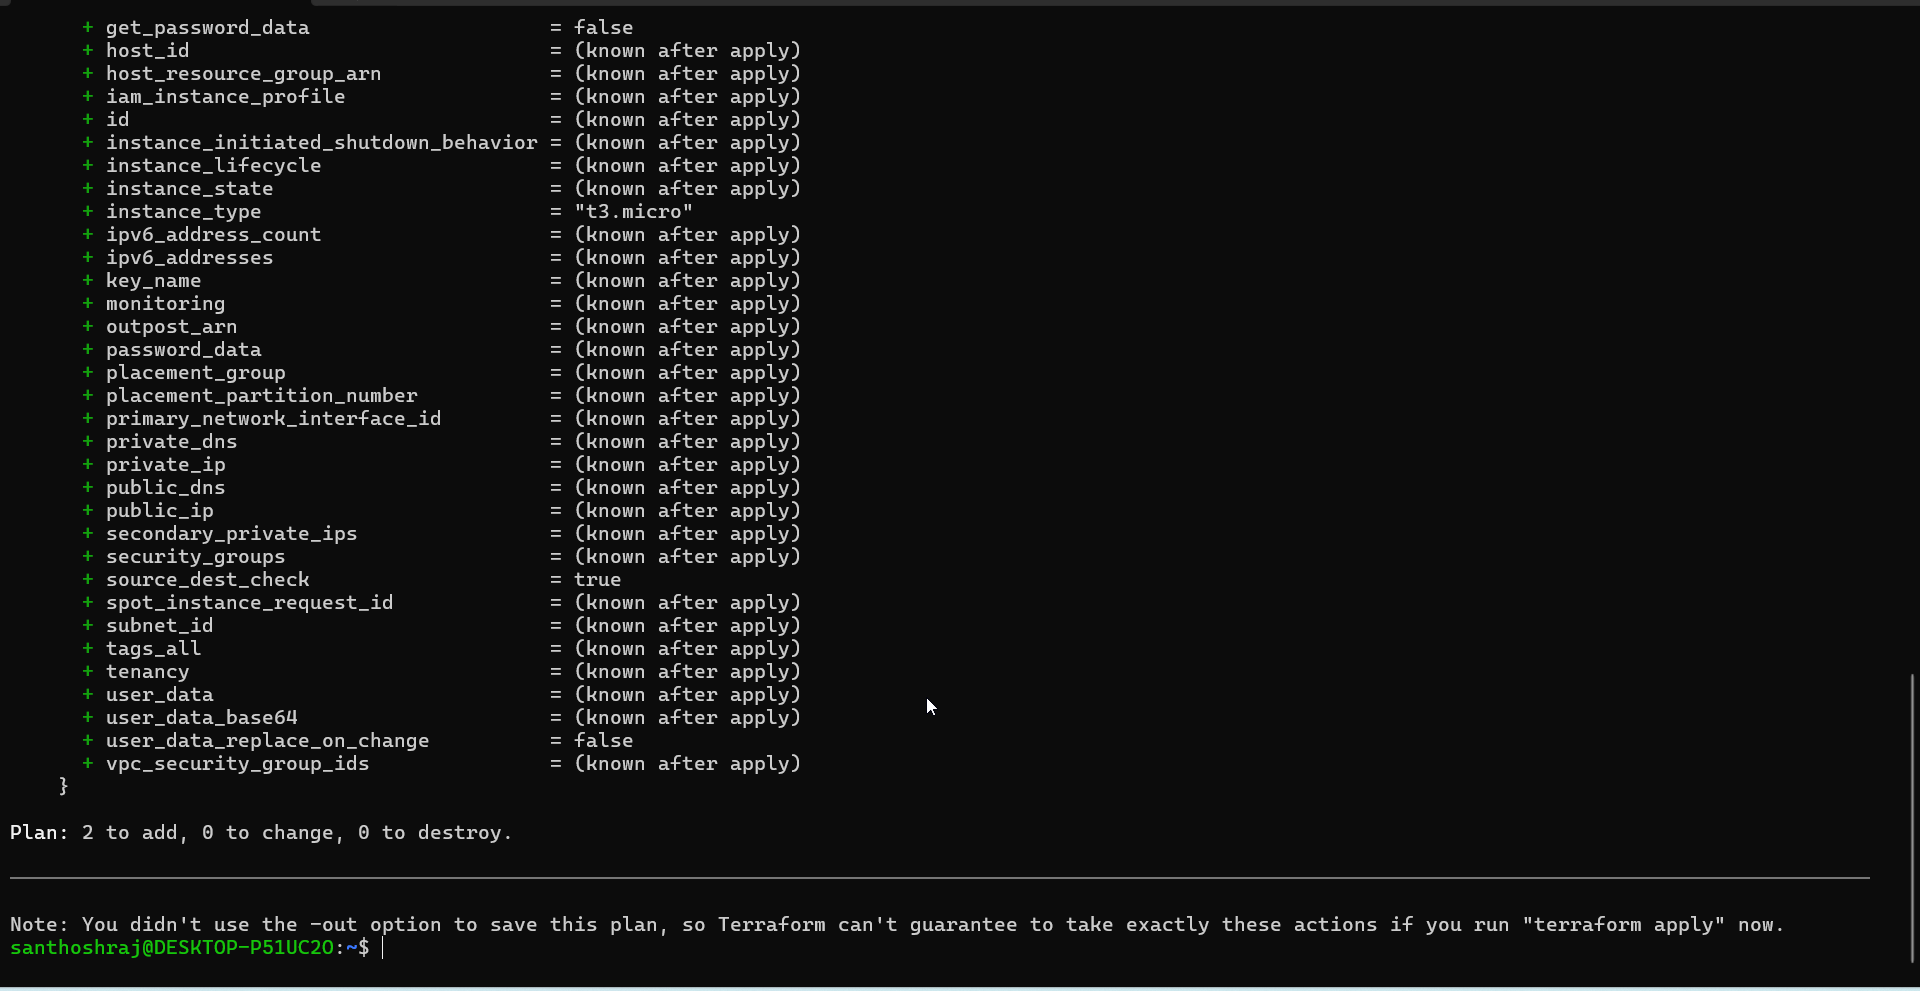 + get_password_data                    = false
+ host_id                              = (known after apply)
+ host_resource_group_arn              = (known after apply)
+ iam_instance_profile                 = (known after apply)
+ id                                   = (known after apply)
+ instance_initiated_shutdown_behavior = (known after apply)
+ instance_lifecycle                   = (known after apply)
+ instance_state                       = (known after apply)
+ instance_type                        = "t3.micro"
+ ipv6_address_count                   = (known after apply)
+ ipv6_addresses                       = (known after apply)
+ key_name                             = (known after apply)
+ monitoring                           = (known after apply)
+ outpost_arn                          = (known after apply)
+ password_data                        = (known after apply)
+ placement_group                      = (known after apply)
+ placement_partition_number           = (known after apply)
+ primary_network_interface_id         = (known after apply)
+ private_dns                          = (known after apply)
+ private_ip                           = (known after apply)
+ public_dns                           = (known after apply)
+ public_ip                            = (known after apply)
+ secondary_private_ips                = (known after apply)
+ security_groups                      = (known after apply)
+ source_dest_check                    = true
+ spot_instance_request_id             = (known after apply)
+ subnet_id                            = (known after apply)
+ tags_all                             = (known after apply)
+ tenancy                              = (known after apply)
+ user_data                            = (known after apply)
+ user_data_base64                     = (known after apply)
+ user_data_replace_on_change          = false
+ vpc_security_group_ids               = (known after apply)
}
Plan: 2 to add, 0 to change, 0 to destroy.
Note: You didn't use the -out option to save this plan, so Terraform can't guarantee to take exactly these actions if you run "terraform apply" now.
santhoshraj@DESKTOP-P51UC2O:~$